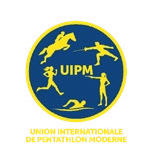 UIPM
UNION INTERNATIONALE
DE PENTATHLON MODERNE